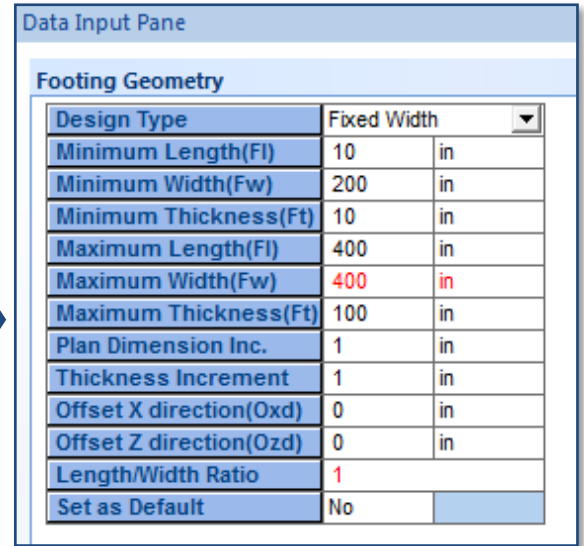 Data Input Pane
Footing Geometry
Design Type Fixed Width
Minimum Length(Fl) 10 in
Minimum Width(Fw) 200 in
Minimum Thickness(Ft) 10 in
Maximum Length(Fl) 400 in
Maximum Width(Fw) 400 in
Maximum Thickness(Ft) 100 in
Plan Dimension Inc. 1 in
Thickness Increment 1 in
Offset X direction(Oxd) 0 in
Offset Z direction(Ozd) 0 in
Length/Width Ratio 1
Set as Default No